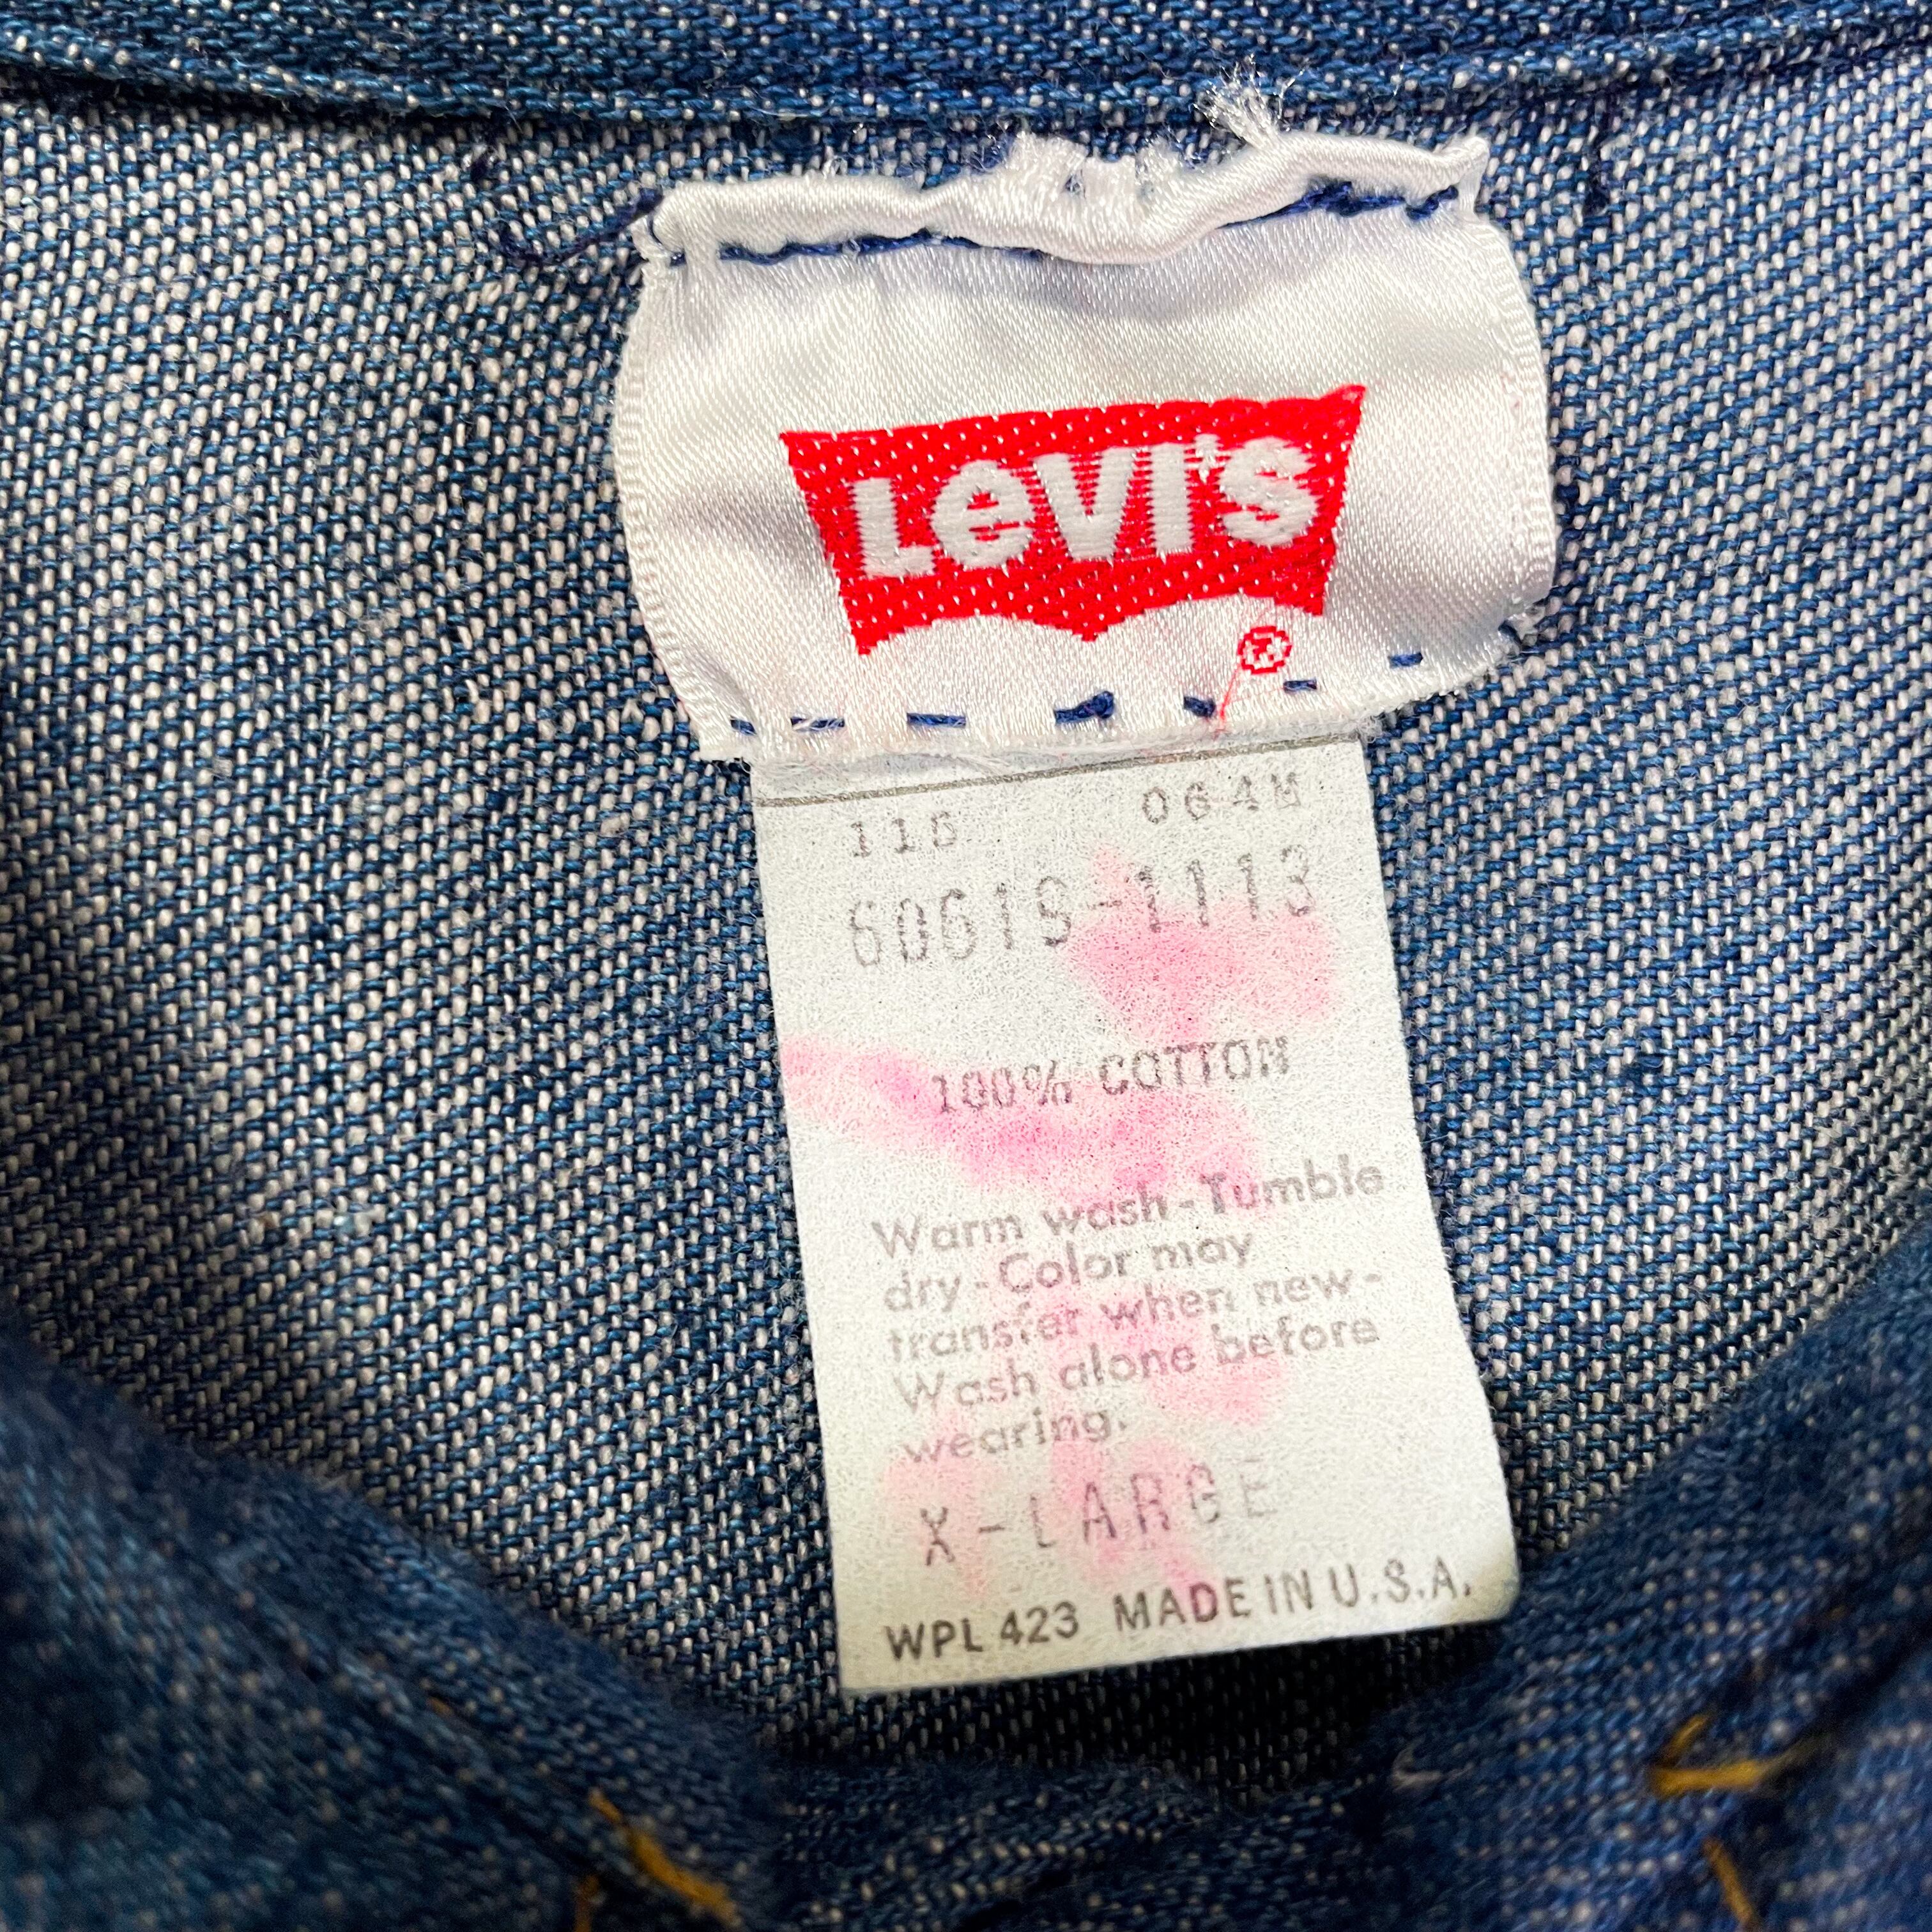 LeVI'S
®
116 064M
60619-1113
100% COTTON
Warm wash-Tumble
dry-Color may
transfer when new-
Wash alone before
wearing.
X-LARGE
WPL 423 MADE IN U.S.A.